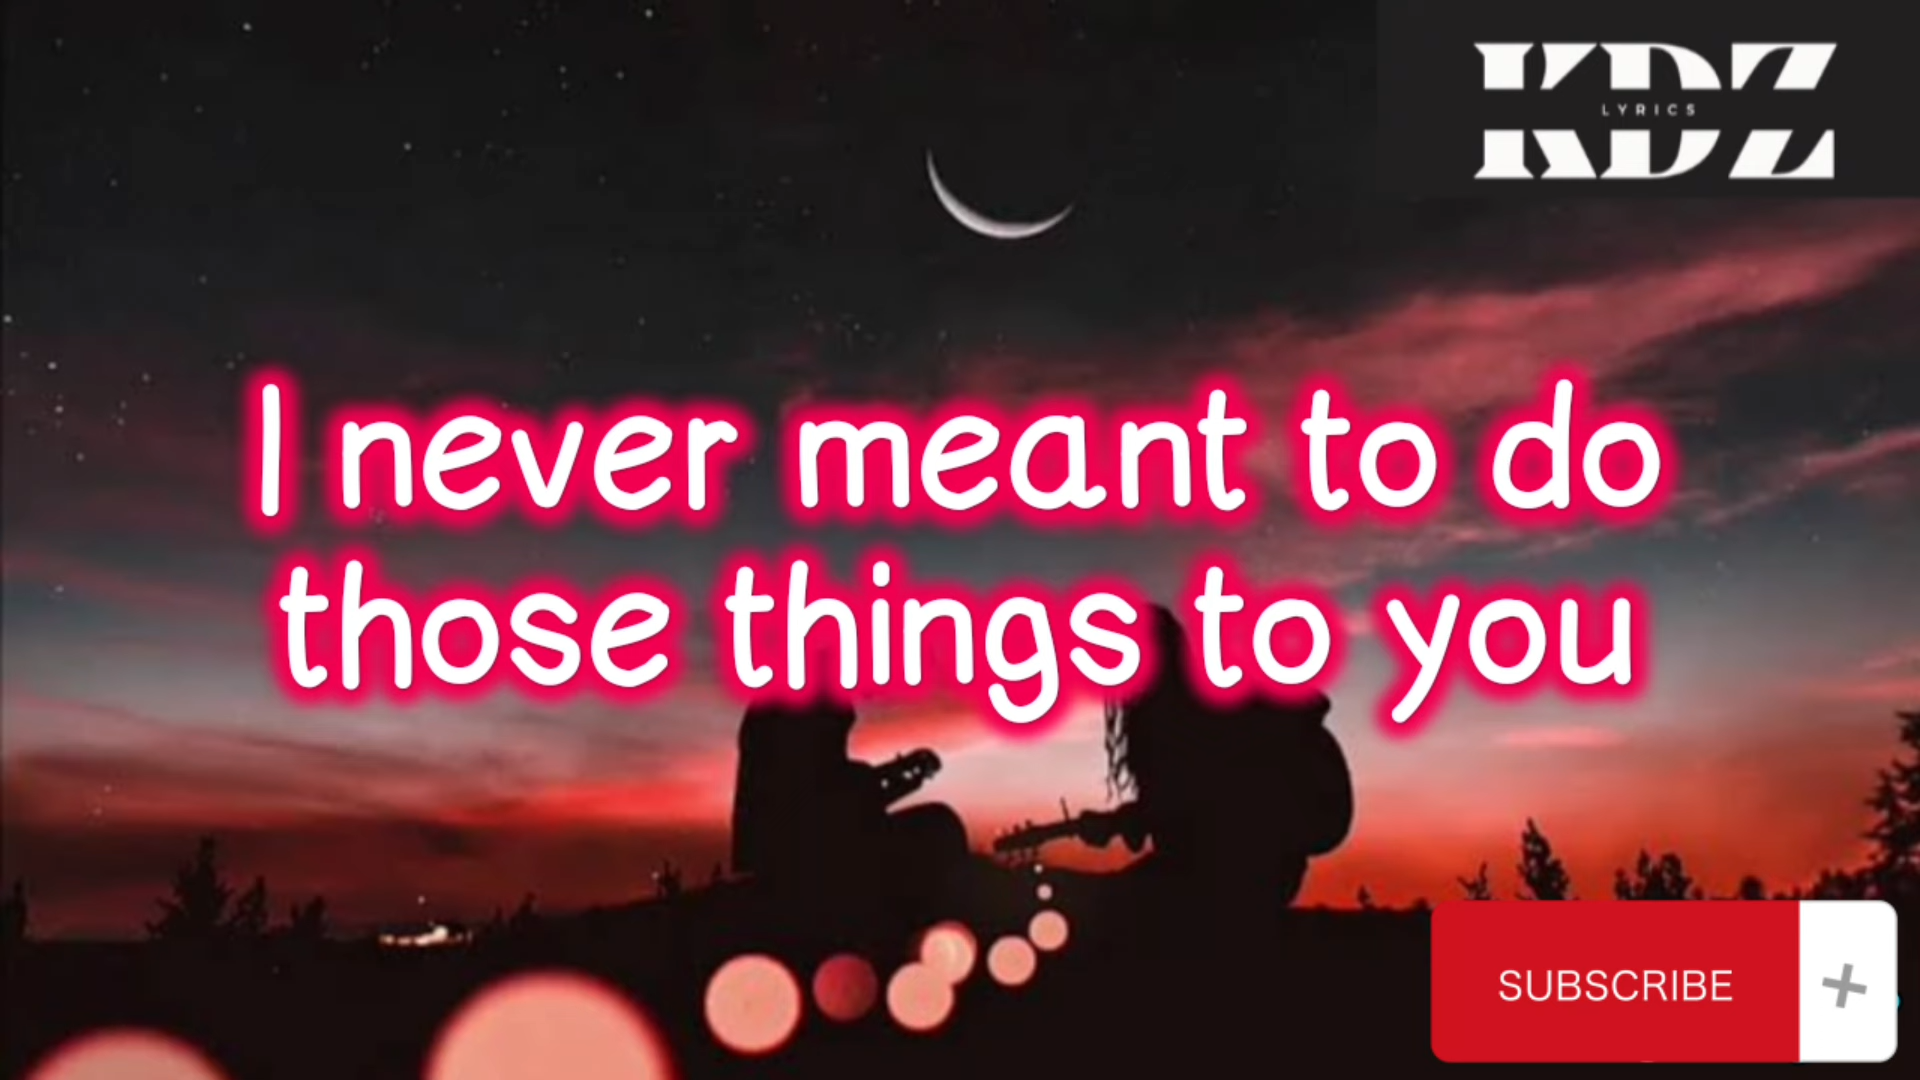 KDZ
LYRICS
I never meant to do
those things to you
SUBSCRIBE